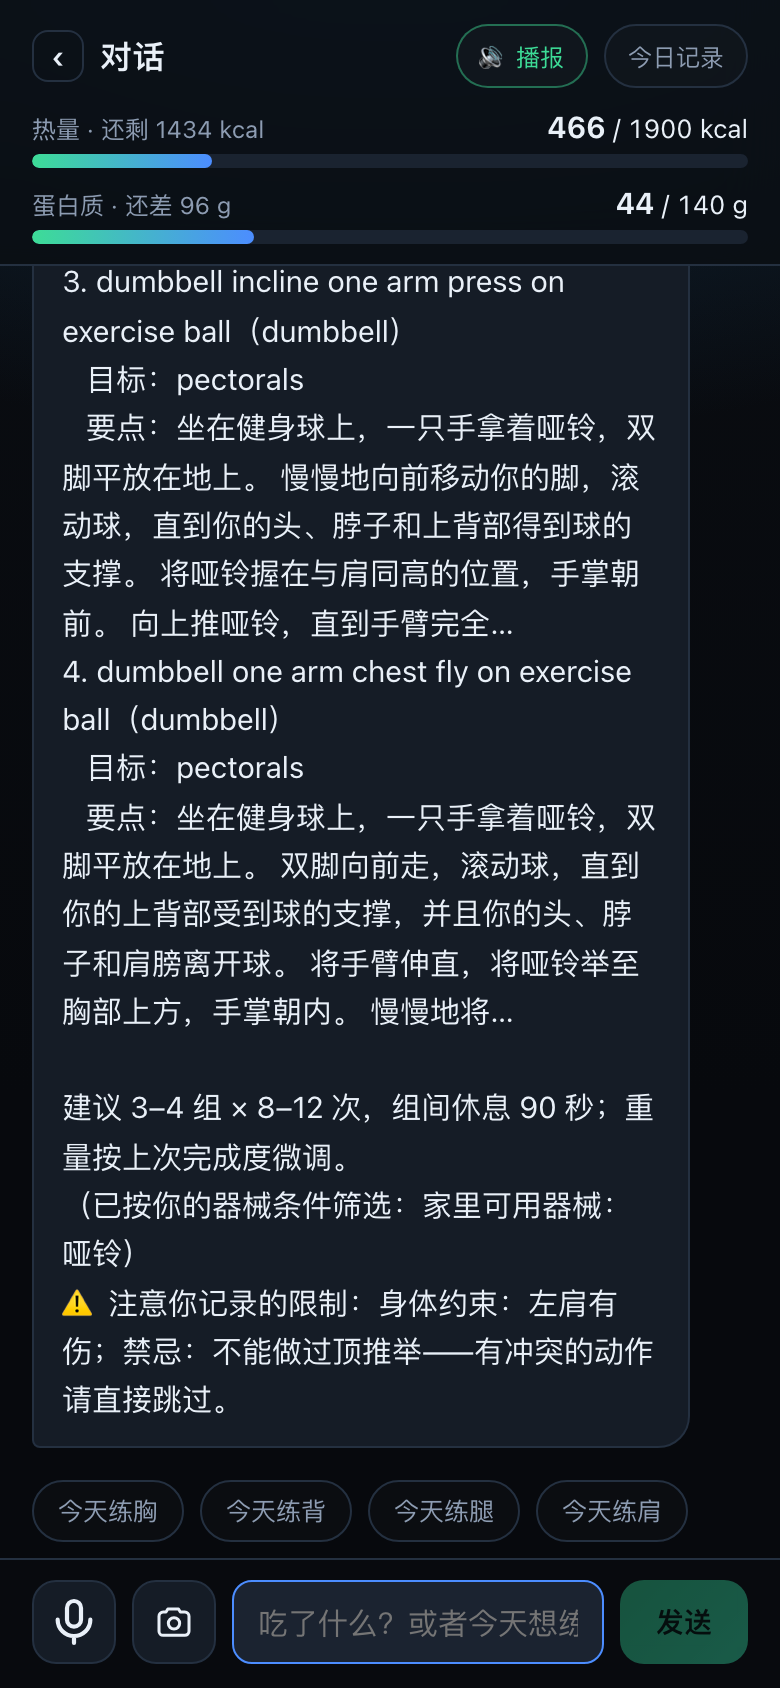 ‹ 对话 播报 今日记录
热量 · 还剩 1434 kcal 466 / 1900 kcal
蛋白质 · 还差 96 g 44 / 140 g
3. dumbbell incline one arm press on
exercise ball（dumbbell）
目标：pectorals
要点：坐在健身球上，一只手拿着哑铃，双
脚平放在地上。 慢慢地向前移动你的脚，滚
动球，直到你的头、脖子和上背部得到球的
支撑。 将哑铃握在与肩同高的位置，手掌朝
前。 向上推哑铃，直到手臂完全...
4. dumbbell one arm chest fly on exercise
ball（dumbbell）
目标：pectorals
要点：坐在健身球上，一只手拿着哑铃，双
脚平放在地上。 双脚向前走，滚动球，直到
你的上背部受到球的支撑，并且你的头、脖
子和肩膀离开球。 将手臂伸直，将哑铃举至
胸部上方，手掌朝内。 慢慢地将...
建议 3–4 组 × 8–12 次，组间休息 90 秒；重
量按上次完成度微调。
（已按你的器械条件筛选：家里可用器械：
哑铃）
⚠️ 注意你记录的限制：身体约束：左肩有
伤；禁忌：不能做过顶推举——有冲突的动作
请直接跳过。
今天练胸 今天练背 今天练腿 今天练肩
吃了什么？或者今天想练 发送